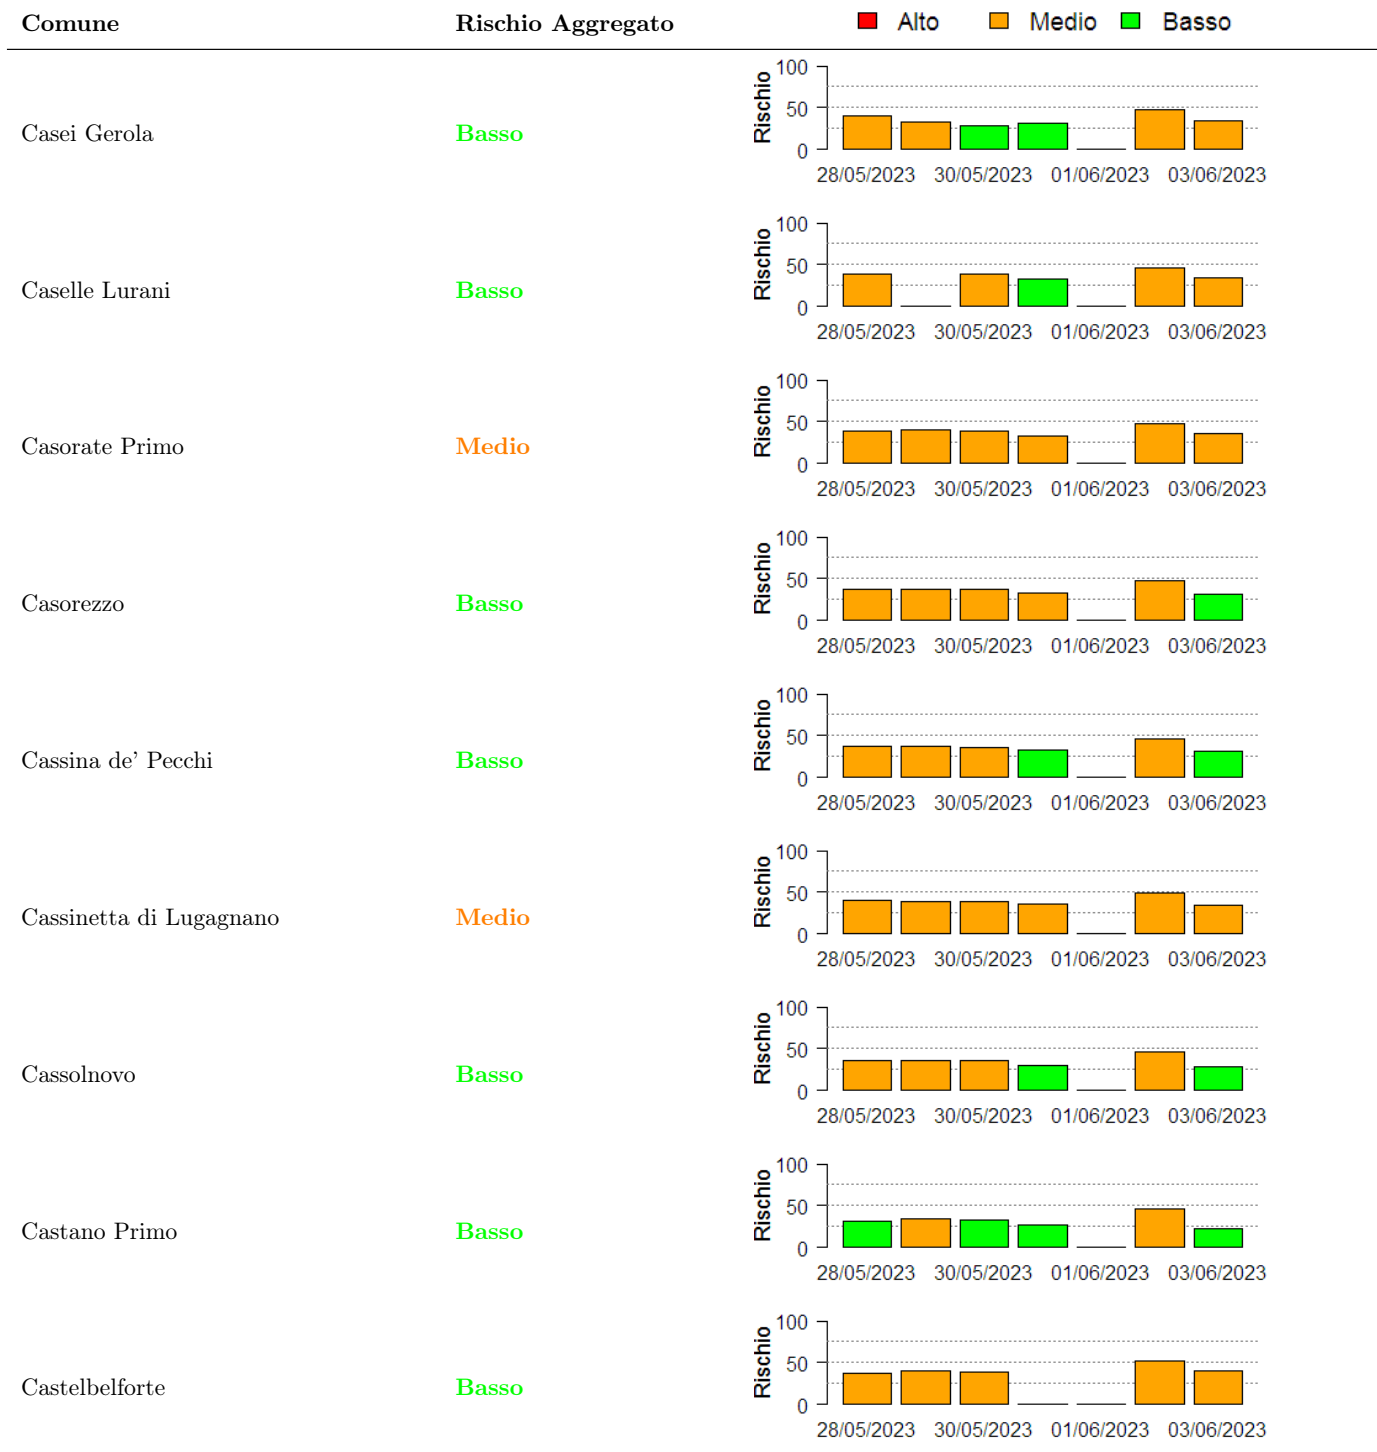 Comune Rischio Aggregato Alto Medio Basso
Casei Gerola Basso
Rischio
100
50
0
28/05/2023 30/05/2023 01/06/2023 03/06/2023
Caselle Lurani Basso
Rischio
100
50
0
28/05/2023 30/05/2023 01/06/2023 03/06/2023
Casorate Primo Medio
Rischio
100
50
0
28/05/2023 30/05/2023 01/06/2023 03/06/2023
Casorezzo Basso
Rischio
100
50
0
28/05/2023 30/05/2023 01/06/2023 03/06/2023
Cassina de' Pecchi Basso
Rischio
100
50
0
28/05/2023 30/05/2023 01/06/2023 03/06/2023
Cassinetta di Lugagnano Medio
Rischio
100
50
0
28/05/2023 30/05/2023 01/06/2023 03/06/2023
Cassolnovo Basso
Rischio
100
50
0
28/05/2023 30/05/2023 01/06/2023 03/06/2023
Castano Primo Basso
Rischio
100
50
0
28/05/2023 30/05/2023 01/06/2023 03/06/2023
Castelbelforte Basso
Rischio
100
50
0
28/05/2023 30/05/2023 01/06/2023 03/06/2023